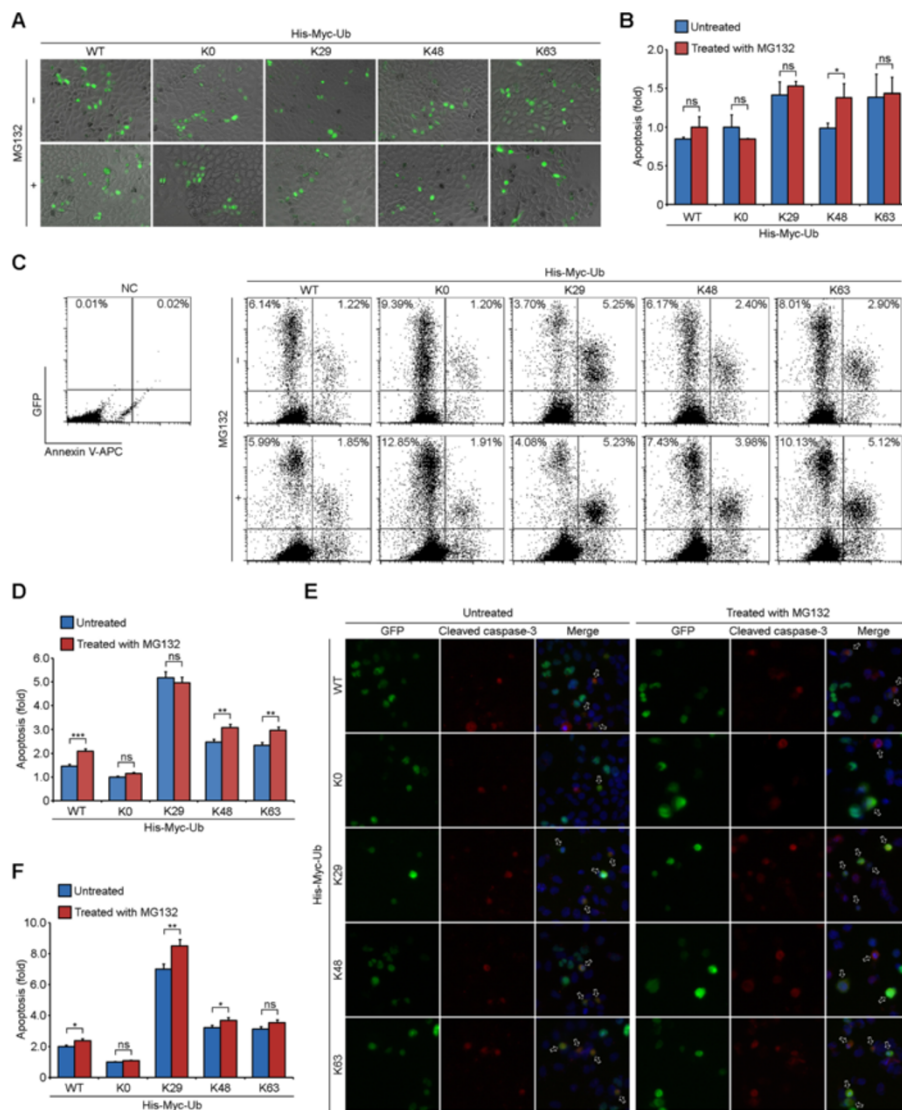 A
His-Myc-Ub
WT K0 K29 K48 K63
MG132
–
+
B
Untreated
Treated with MG132
Apoptosis (fold)
2.0
1.5
1.0
0.5
0
ns ns ns * ns
WT K0 K29 K48 K63
His-Myc-Ub
C
NC
0.01% 0.02%
GFP
Annexin V-APC
His-Myc-Ub
WT K0 K29 K48 K63
MG132
–
6.14% 1.22% 9.39% 1.20% 3.70% 5.25% 6.17% 2.40% 8.01% 2.90%
+
5.99% 1.85% 12.85% 1.91% 4.08% 5.23% 7.43% 3.98% 10.13% 5.12%
D
Untreated
Treated with MG132
Apoptosis (fold)
6.0
5.0
4.0
3.0
2.0
1.0
0
*** ns ns ** **
WT K0 K29 K48 K63
His-Myc-Ub
E
Untreated Treated with MG132
GFP Cleaved caspase-3 Merge GFP Cleaved caspase-3 Merge
His-Myc-Ub
WT
K0
K29
K48
K63
F
Untreated
Treated with MG132
Apoptosis (fold)
10.0
8.0
6.0
4.0
2.0
0
* ns ** * ns
WT K0 K29 K48 K63
His-Myc-Ub